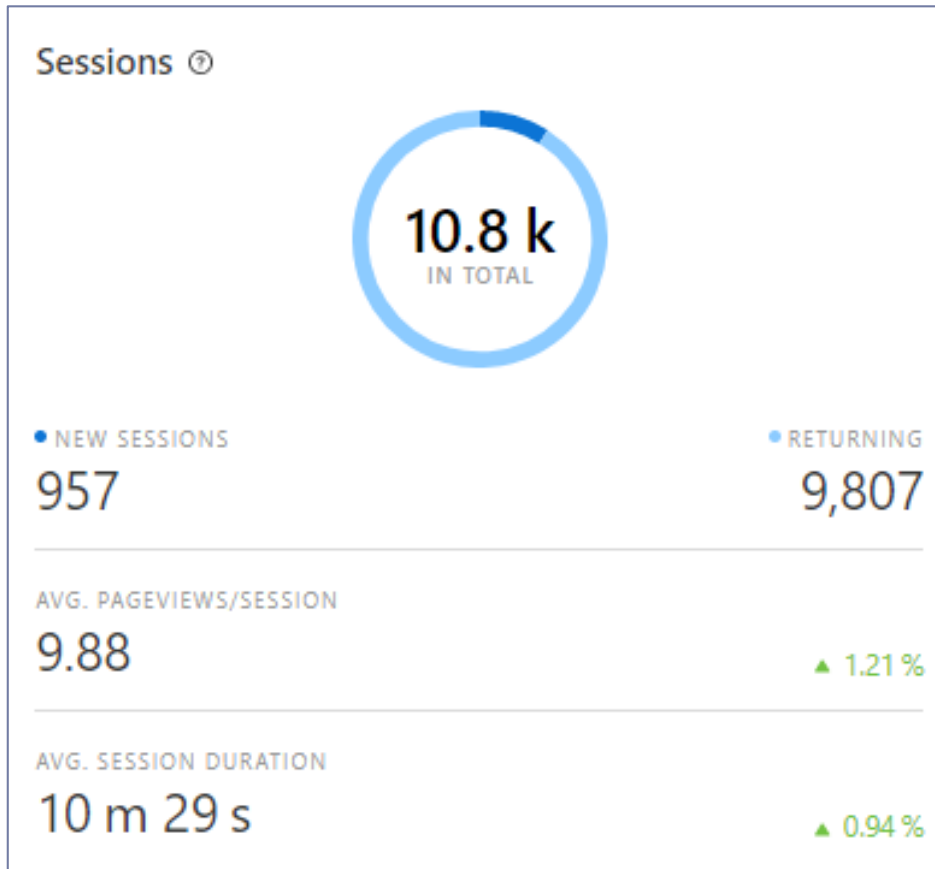 Sessions ?
10.8 k
IN TOTAL
NEW SESSIONS
RETURNING
957
9,807
AVG. PAGEVIEWS/SESSION
9.88
▲ 1.21 %
AVG. SESSION DURATION
10 m 29 s
▲ 0.94 %